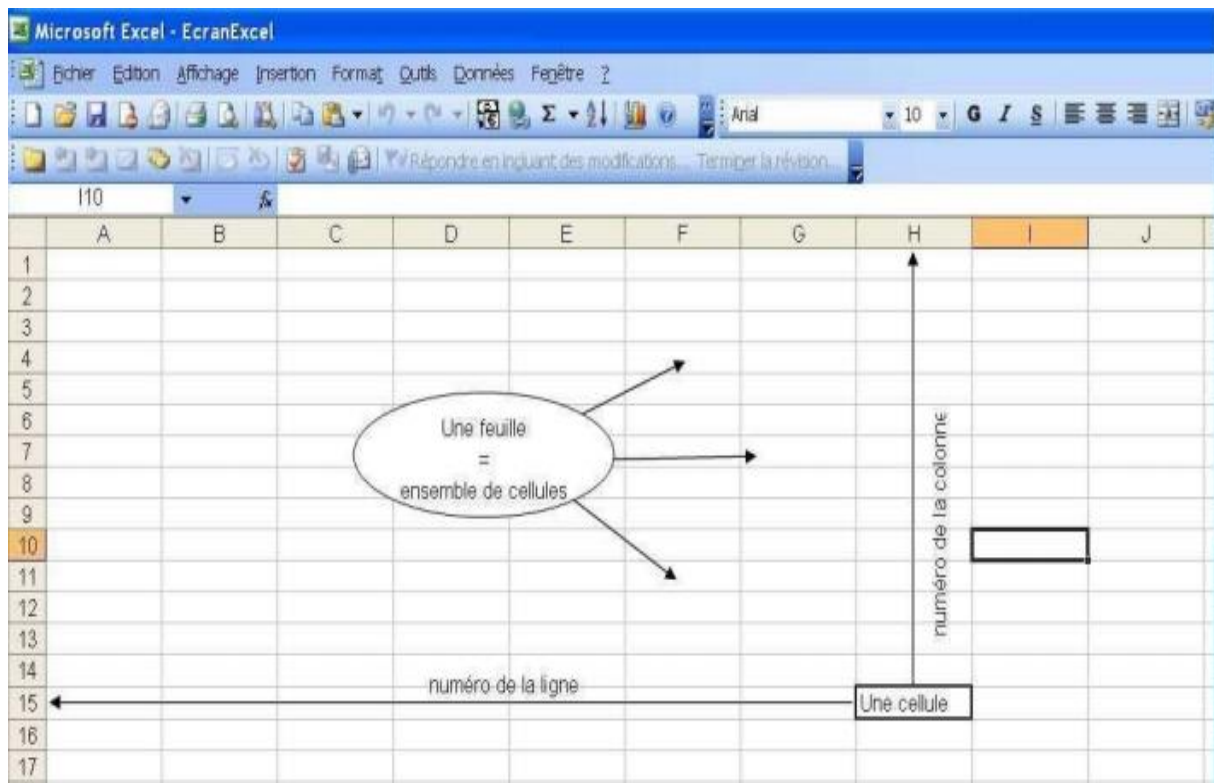 Microsoft Excel - EcranExcel
Fichier Edition Affichage Insertion Format Outils Données Fenêtre ?
Arial 10 G I S
Répondre en incluant des modifications... Terminer la révision...
I10 fx
A B C D E F G H I J
1
2
3
4
5
6
7
8
9
10
11
12
13
14
15
16
17
Une feuille
=
ensemble de cellules
numéro de la colonne
numéro de la ligne
Une cellule